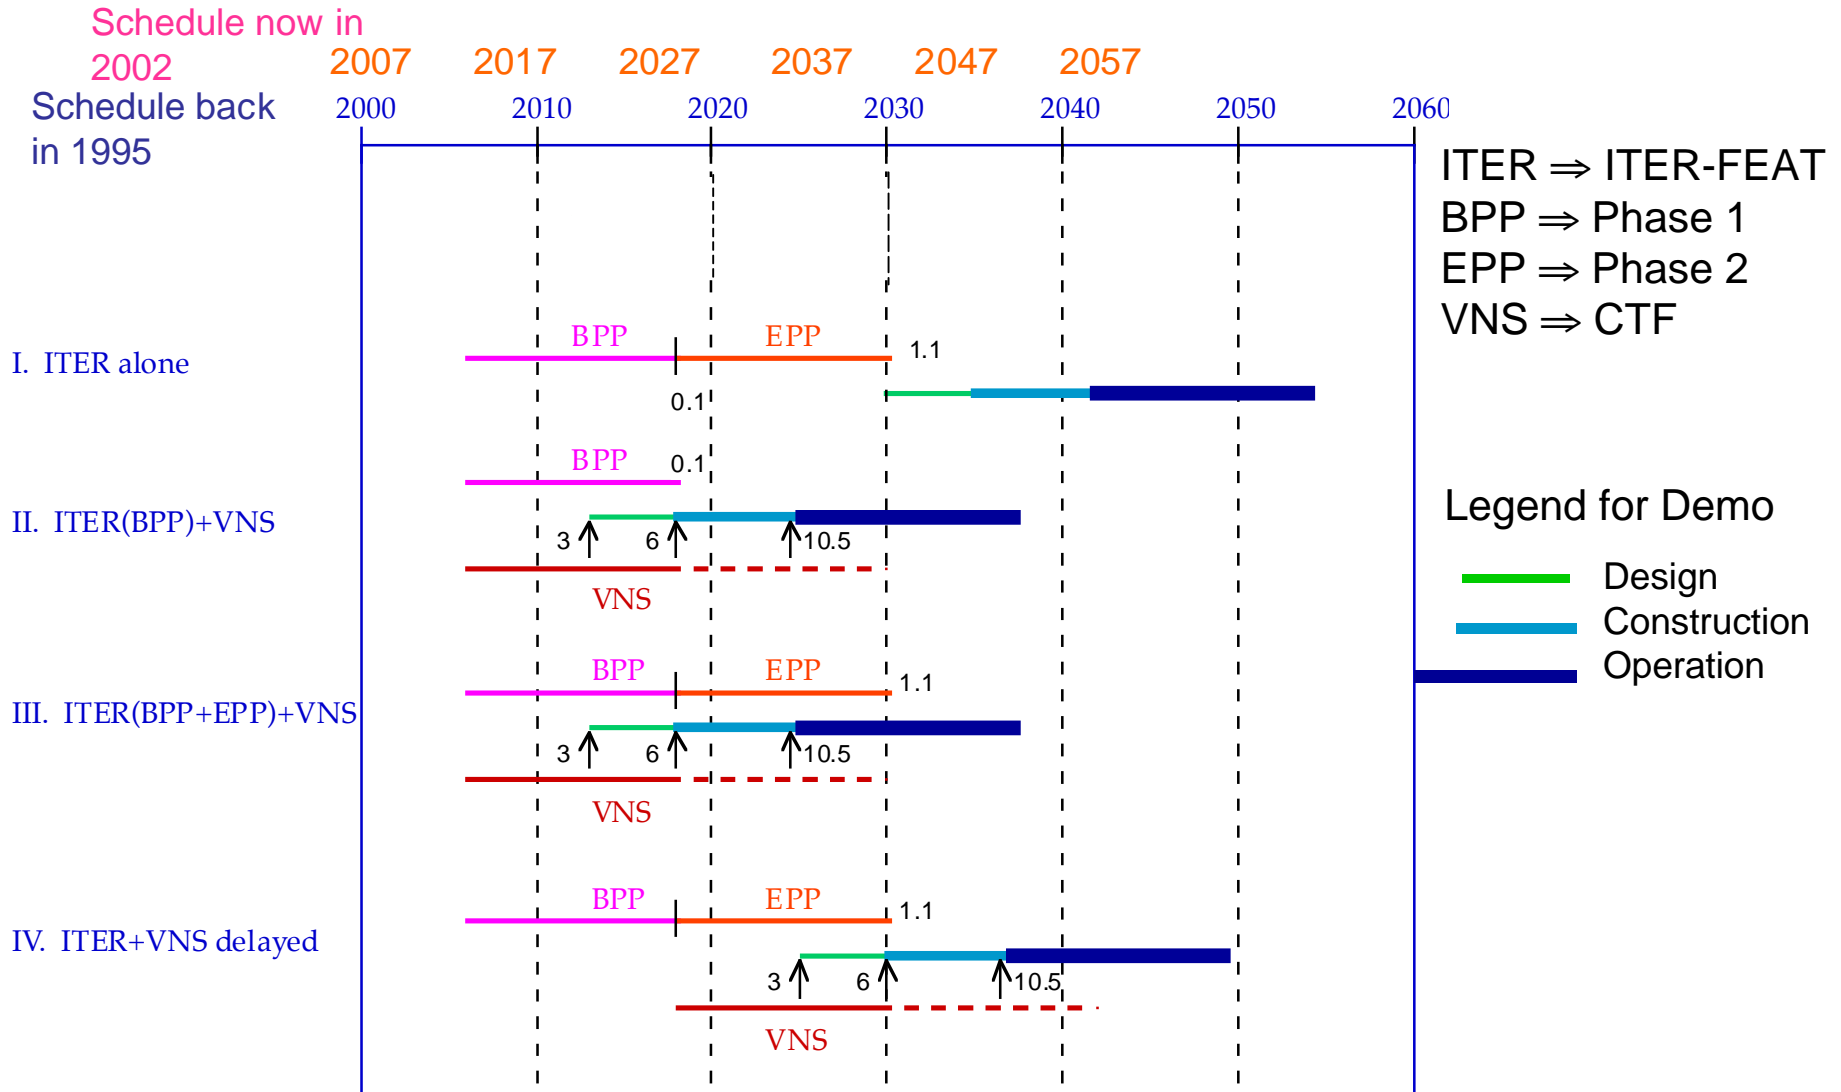 Schedule now in
2002
2007 2017 2027 2037 2047 2057
Schedule back
in 1995
2000 2010 2020 2030 2040 2050 2060
ITER ⇒ ITER-FEAT
BPP ⇒ Phase 1
EPP ⇒ Phase 2
VNS ⇒ CTF
BPP EPP 1.1
I. ITER alone
0.1
BPP 0.1
II. ITER(BPP)+VNS
3 6 10.5
VNS
Legend for Demo
Design
Construction
Operation
BPP EPP 1.1
III. ITER(BPP+EPP)+VNS
3 6 10.5
VNS
BPP EPP 1.1
IV. ITER+VNS delayed
3 6 10.5
VNS